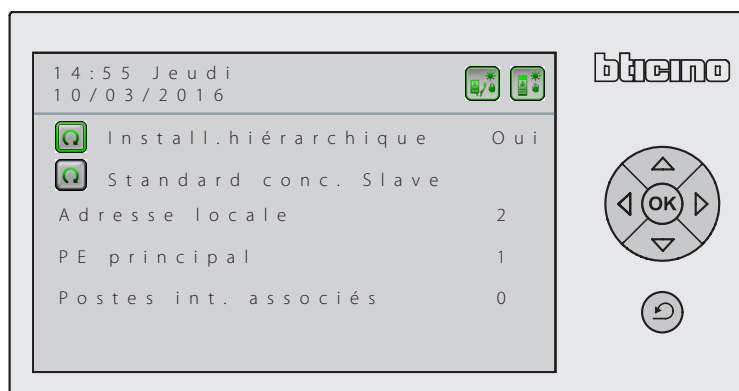 14:55 Jeudi
10/03/2016
bticino
Install.hiérarchique Oui
Standard conc. Slave
Adresse locale 2
PE principal 1
Postes int. associés 0
OK